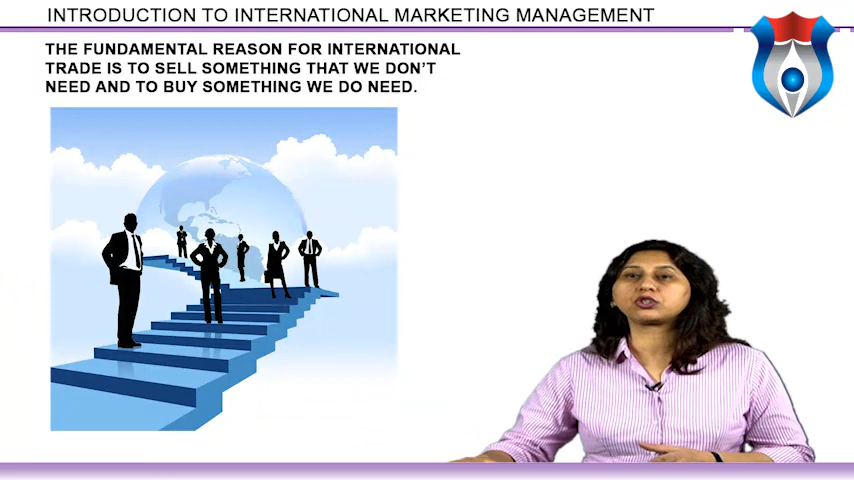 INTRODUCTION TO INTERNATIONAL MARKETING MANAGEMENT
THE FUNDAMENTAL REASON FOR INTERNATIONAL
TRADE IS TO SELL SOMETHING THAT WE DON'T
NEED AND TO BUY SOMETHING WE DO NEED.